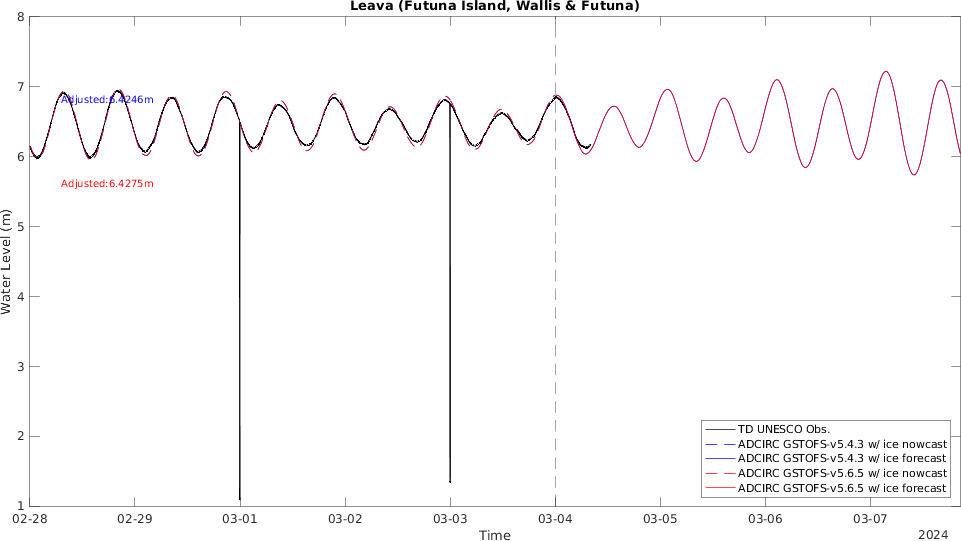 Leava (Futuna Island, Wallis & Futuna)
8
7
6
5
4
3
2
1
Water Level (m)
Adjusted:6.4246m
Adjusted:6.4275m
TD UNESCO Obs.
ADCIRC GSTOFS-v5.4.3 w/ ice nowcast
ADCIRC GSTOFS-v5.4.3 w/ ice forecast
ADCIRC GSTOFS-v5.6.5 w/ ice nowcast
ADCIRC GSTOFS-v5.6.5 w/ ice forecast
02-28 02-29 03-01 03-02 03-03 03-04 03-05 03-06 03-07
Time
2024